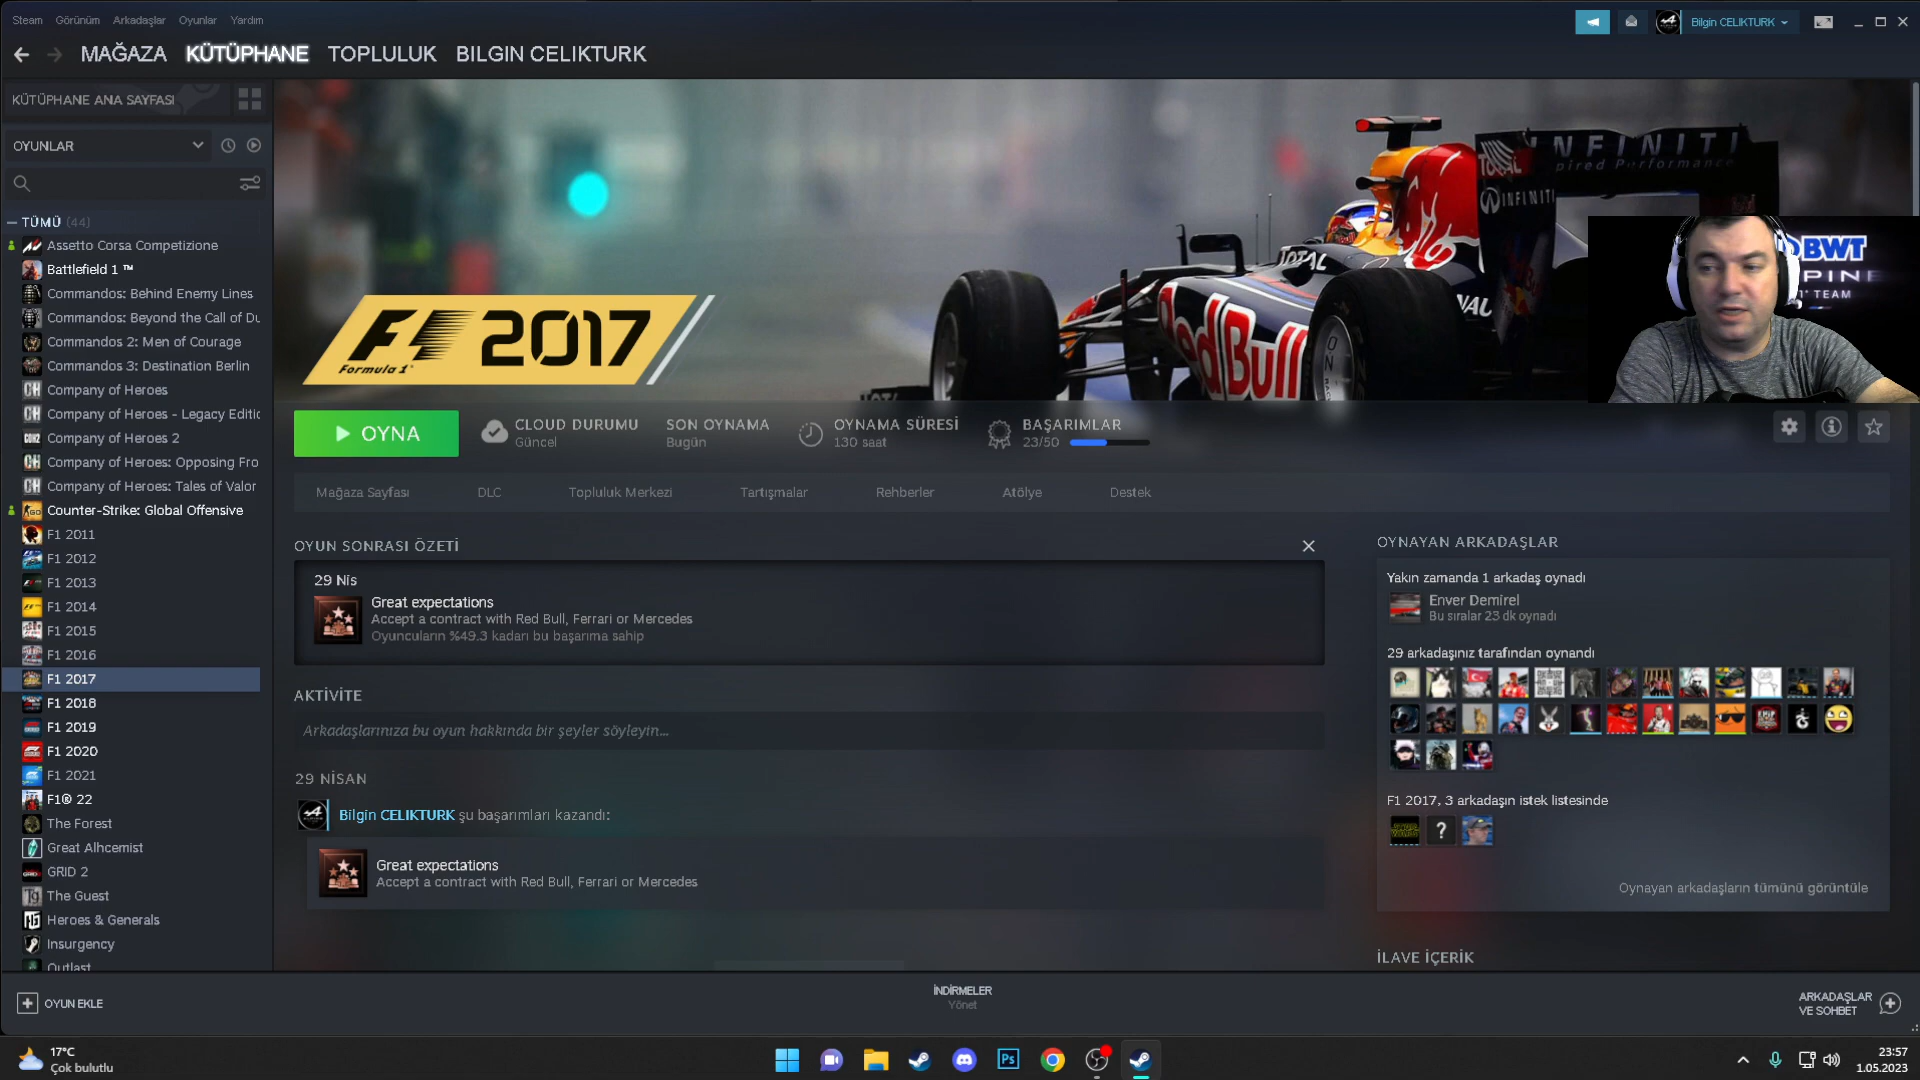 Steam Görünüm Arkadaşlar Oyunlar Yardım
Bilgin CELIKTURK
MAĞAZA KÜTÜPHANE TOPLULUK BILGIN CELIKTURK
KÜTÜPHANE ANA SAYFASI
OYUNLAR
TÜMÜ (44)
Assetto Corsa Competizione
Battlefield 1 ™
Commandos: Behind Enemy Lines
Commandos: Beyond the Call of Du
Commandos 2: Men of Courage
Commandos 3: Destination Berlin
Company of Heroes
Company of Heroes - Legacy Editic
Company of Heroes 2
Company of Heroes: Opposing Fro
Company of Heroes: Tales of Valor
Counter-Strike: Global Offensive
F1 2011
F1 2012
F1 2013
F1 2014
F1 2015
F1 2016
F1 2017
F1 2018
F1 2019
F1 2020
F1 2021
F1® 22
The Forest
Great Alhcemist
GRID 2
The Guest
Heroes & Generals
Insurgency
Outlast
OYUN EKLE
INFINITI
TOTAL
INFINITI
TOTAL
RedBull
BWT
PINE
TEAM
F1 2017
Formula 1
OYNA
CLOUD DURUMU
Güncel
SON OYNAMA
Bugün
OYNAMA SÜRESİ
130 saat
BAŞARIMLAR
23/50
Mağaza Sayfası DLC Topluluk Merkezi Tartışmalar Rehberler Atölye Destek
OYUN SONRASI ÖZETİ
29 Nis
Great expectations
Accept a contract with Red Bull, Ferrari or Mercedes
Oyuncuların %49.3 kadarı bu başarıma sahip
AKTİVİTE
Arkadaşlarınıza bu oyun hakkında bir şeyler söyleyin...
29 NİSAN
Bilgin CELIKTURK şu başarımları kazandı:
Great expectations
Accept a contract with Red Bull, Ferrari or Mercedes
OYNAYAN ARKADAŞLAR
Yakın zamanda 1 arkadaş oynadı
Enver Demirel
Bu sıralar 23 dk oynadı
29 arkadaşınız tarafından oynandı
F1 2017, 3 arkadaşın istek listesinde
?
Oynayan arkadaşların tümünü görüntüle
İLAVE İÇERİK
İNDİRMELER
Yönet
ARKADAŞLAR
VE SOHBET
17°C
Çok bulutlu
Ps
23:57
1.05.2023